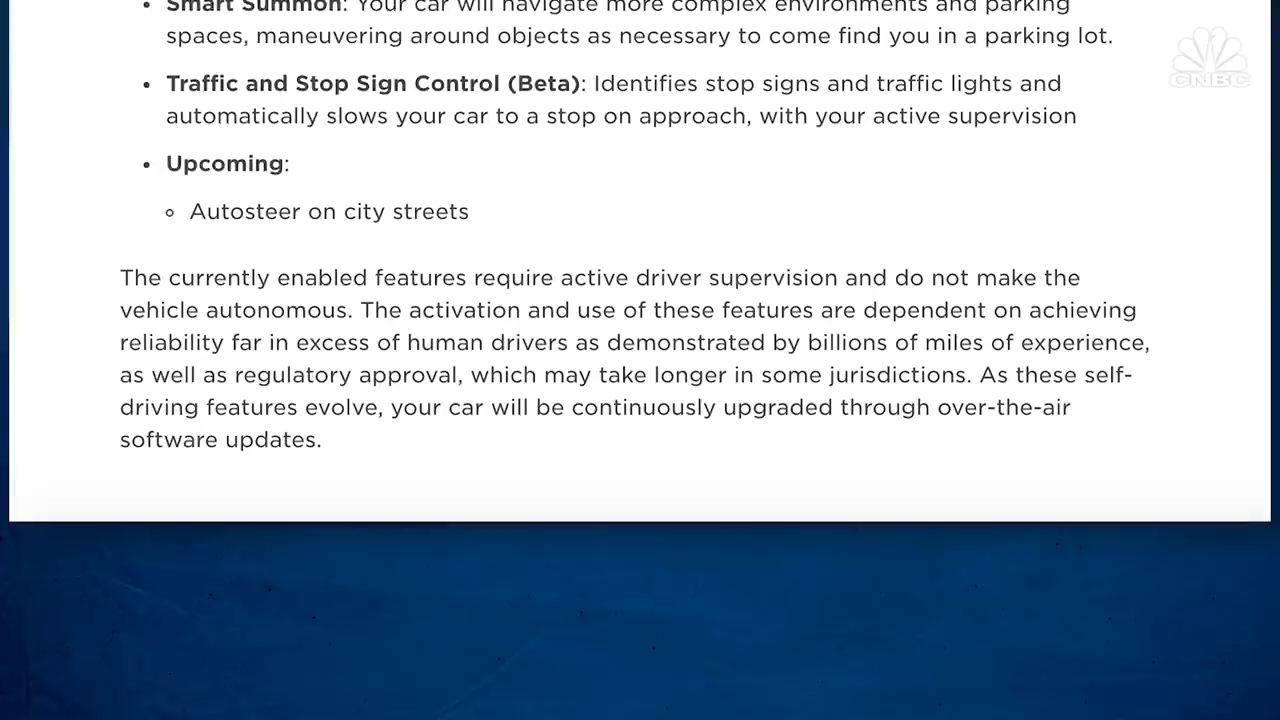 Smart Summon: Your car will navigate more complex environments and parking
spaces, maneuvering around objects as necessary to come find you in a parking lot.
Traffic and Stop Sign Control (Beta): Identifies stop signs and traffic lights and
automatically slows your car to a stop on approach, with your active supervision
Upcoming:
Autosteer on city streets
The currently enabled features require active driver supervision and do not make the
vehicle autonomous. The activation and use of these features are dependent on achieving
reliability far in excess of human drivers as demonstrated by billions of miles of experience,
as well as regulatory approval, which may take longer in some jurisdictions. As these self-
driving features evolve, your car will be continuously upgraded through over-the-air
software updates.
CNBC